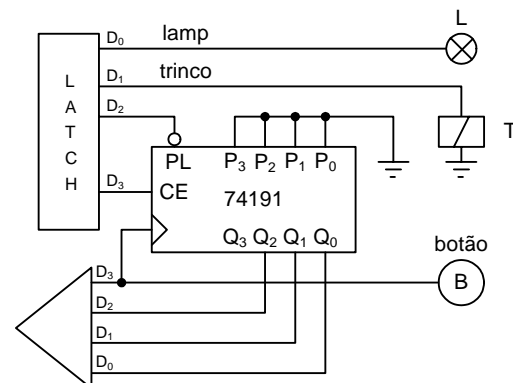 D₀ lamp L
D₁ trinco
D₂
LATCH
T
PL P₃ P₂ P₁ P₀
D₃ CE 74191
Q₃ Q₂ Q₁ Q₀
botão
D₃ B
D₂
D₁
D₀